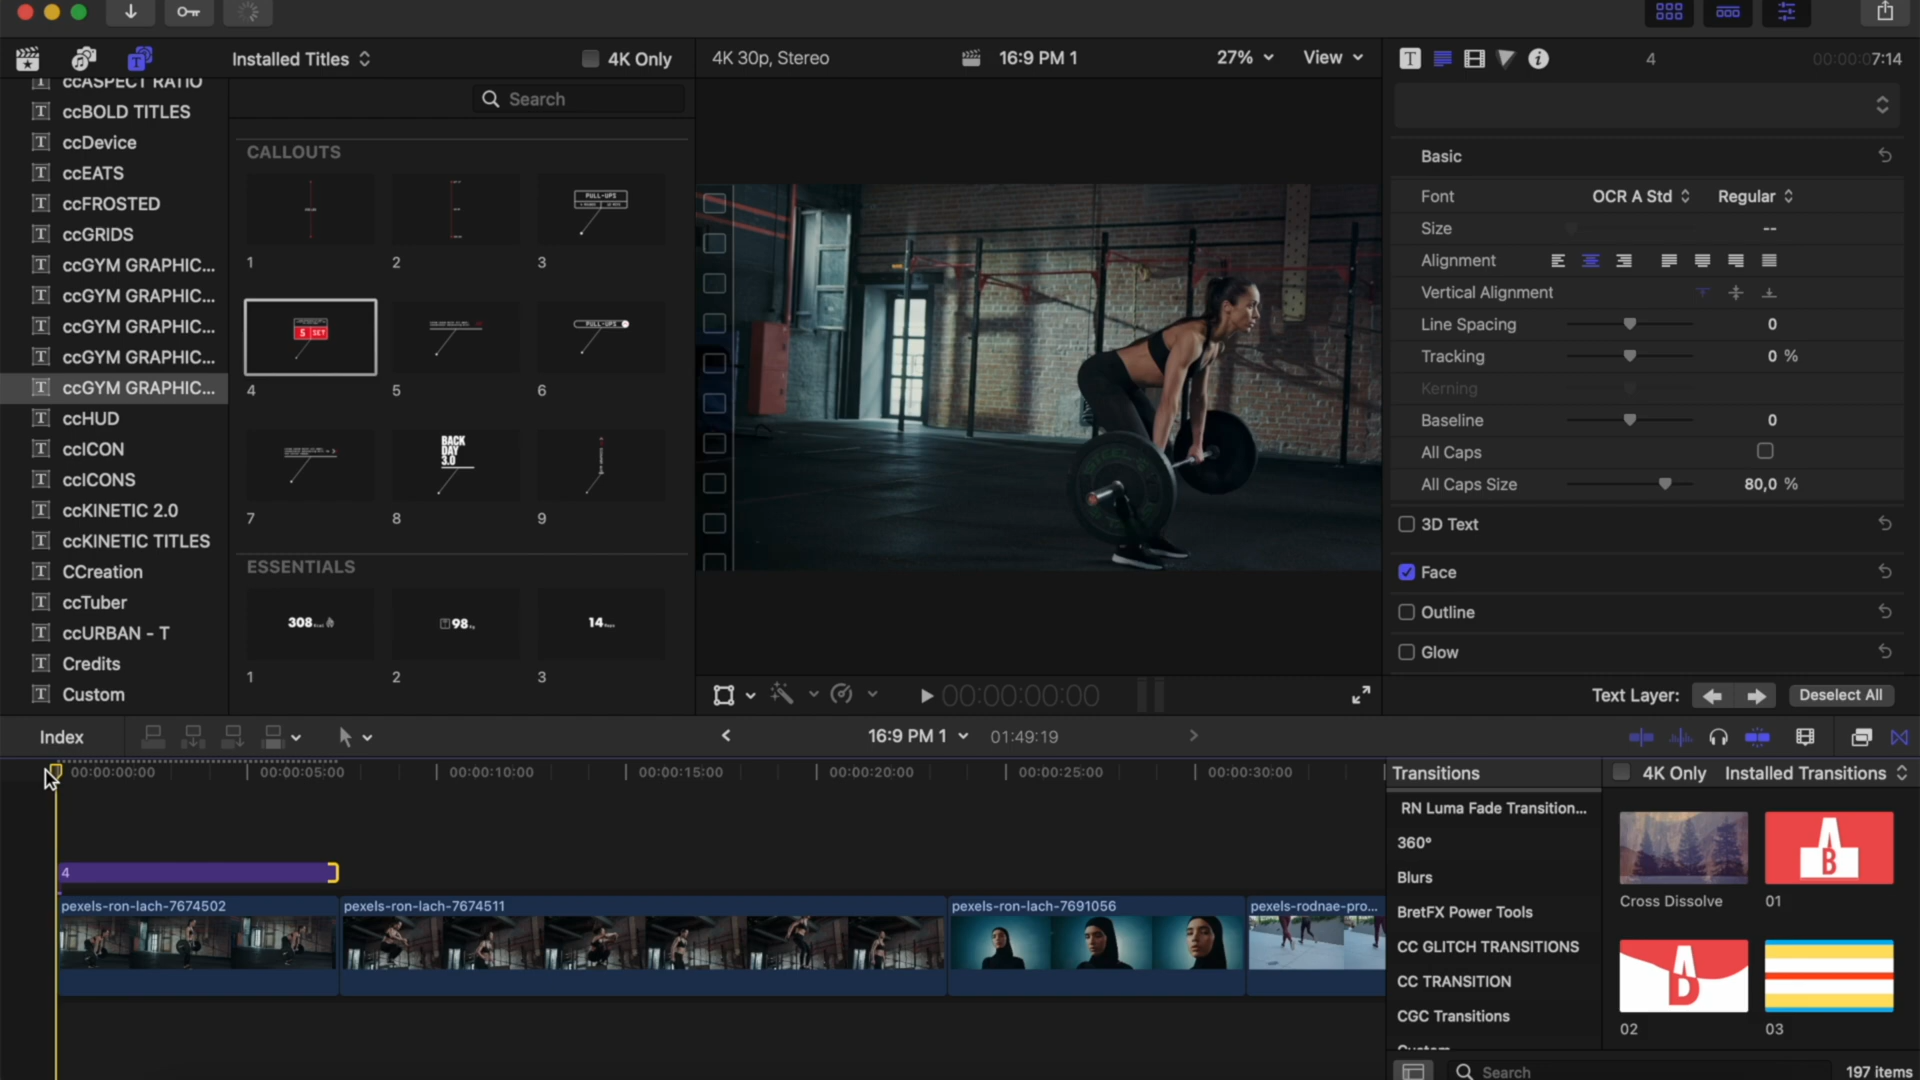 Installed Titles
4K Only
4K 30p, Stereo
16:9 PM 1
27%
View
4
00:00:07:14
Search
ccASPECT RATIO
ccBOLD TITLES
ccDevice
ccEATS
ccFROSTED
ccGRIDS
ccGYM GRAPHIC...
ccGYM GRAPHIC...
ccGYM GRAPHIC...
ccGYM GRAPHIC...
ccGYM GRAPHIC...
ccHUD
ccICON
ccICONS
ccKINETIC 2.0
ccKINETIC TITLES
CCreation
ccTuber
ccURBAN - T
Credits
Custom
CALLOUTS
PULL-UPS
1
2
3
5 SET
PULL-UPS
4
5
6
BACK
DAY
3.0
7
8
9
ESSENTIALS
308
98
14
1
2
3
Basic
Font
OCR A Std
Regular
Size
--
Alignment
Vertical Alignment
Line Spacing
0
Tracking
0 %
Kerning
Baseline
0
All Caps
All Caps Size
80,0 %
3D Text
Face
Outline
Glow
Text Layer:
Deselect All
00:00:00:00
Index
16:9 PM 1
01:49:19
00:00:00:00
00:00:05:00
00:00:10:00
00:00:15:00
00:00:20:00
00:00:25:00
00:00:30:00
4
pexels-ron-lach-7674502
pexels-ron-lach-7674511
pexels-ron-lach-7691056
pexels-rodnae-pro...
Transitions
4K Only
Installed Transitions
RN Luma Fade Transition...
360°
Blurs
BretFX Power Tools
CC GLITCH TRANSITIONS
CC TRANSITION
CGC Transitions
Custom
A
B
Cross Dissolve
01
A
D
02
03
Search
197 items